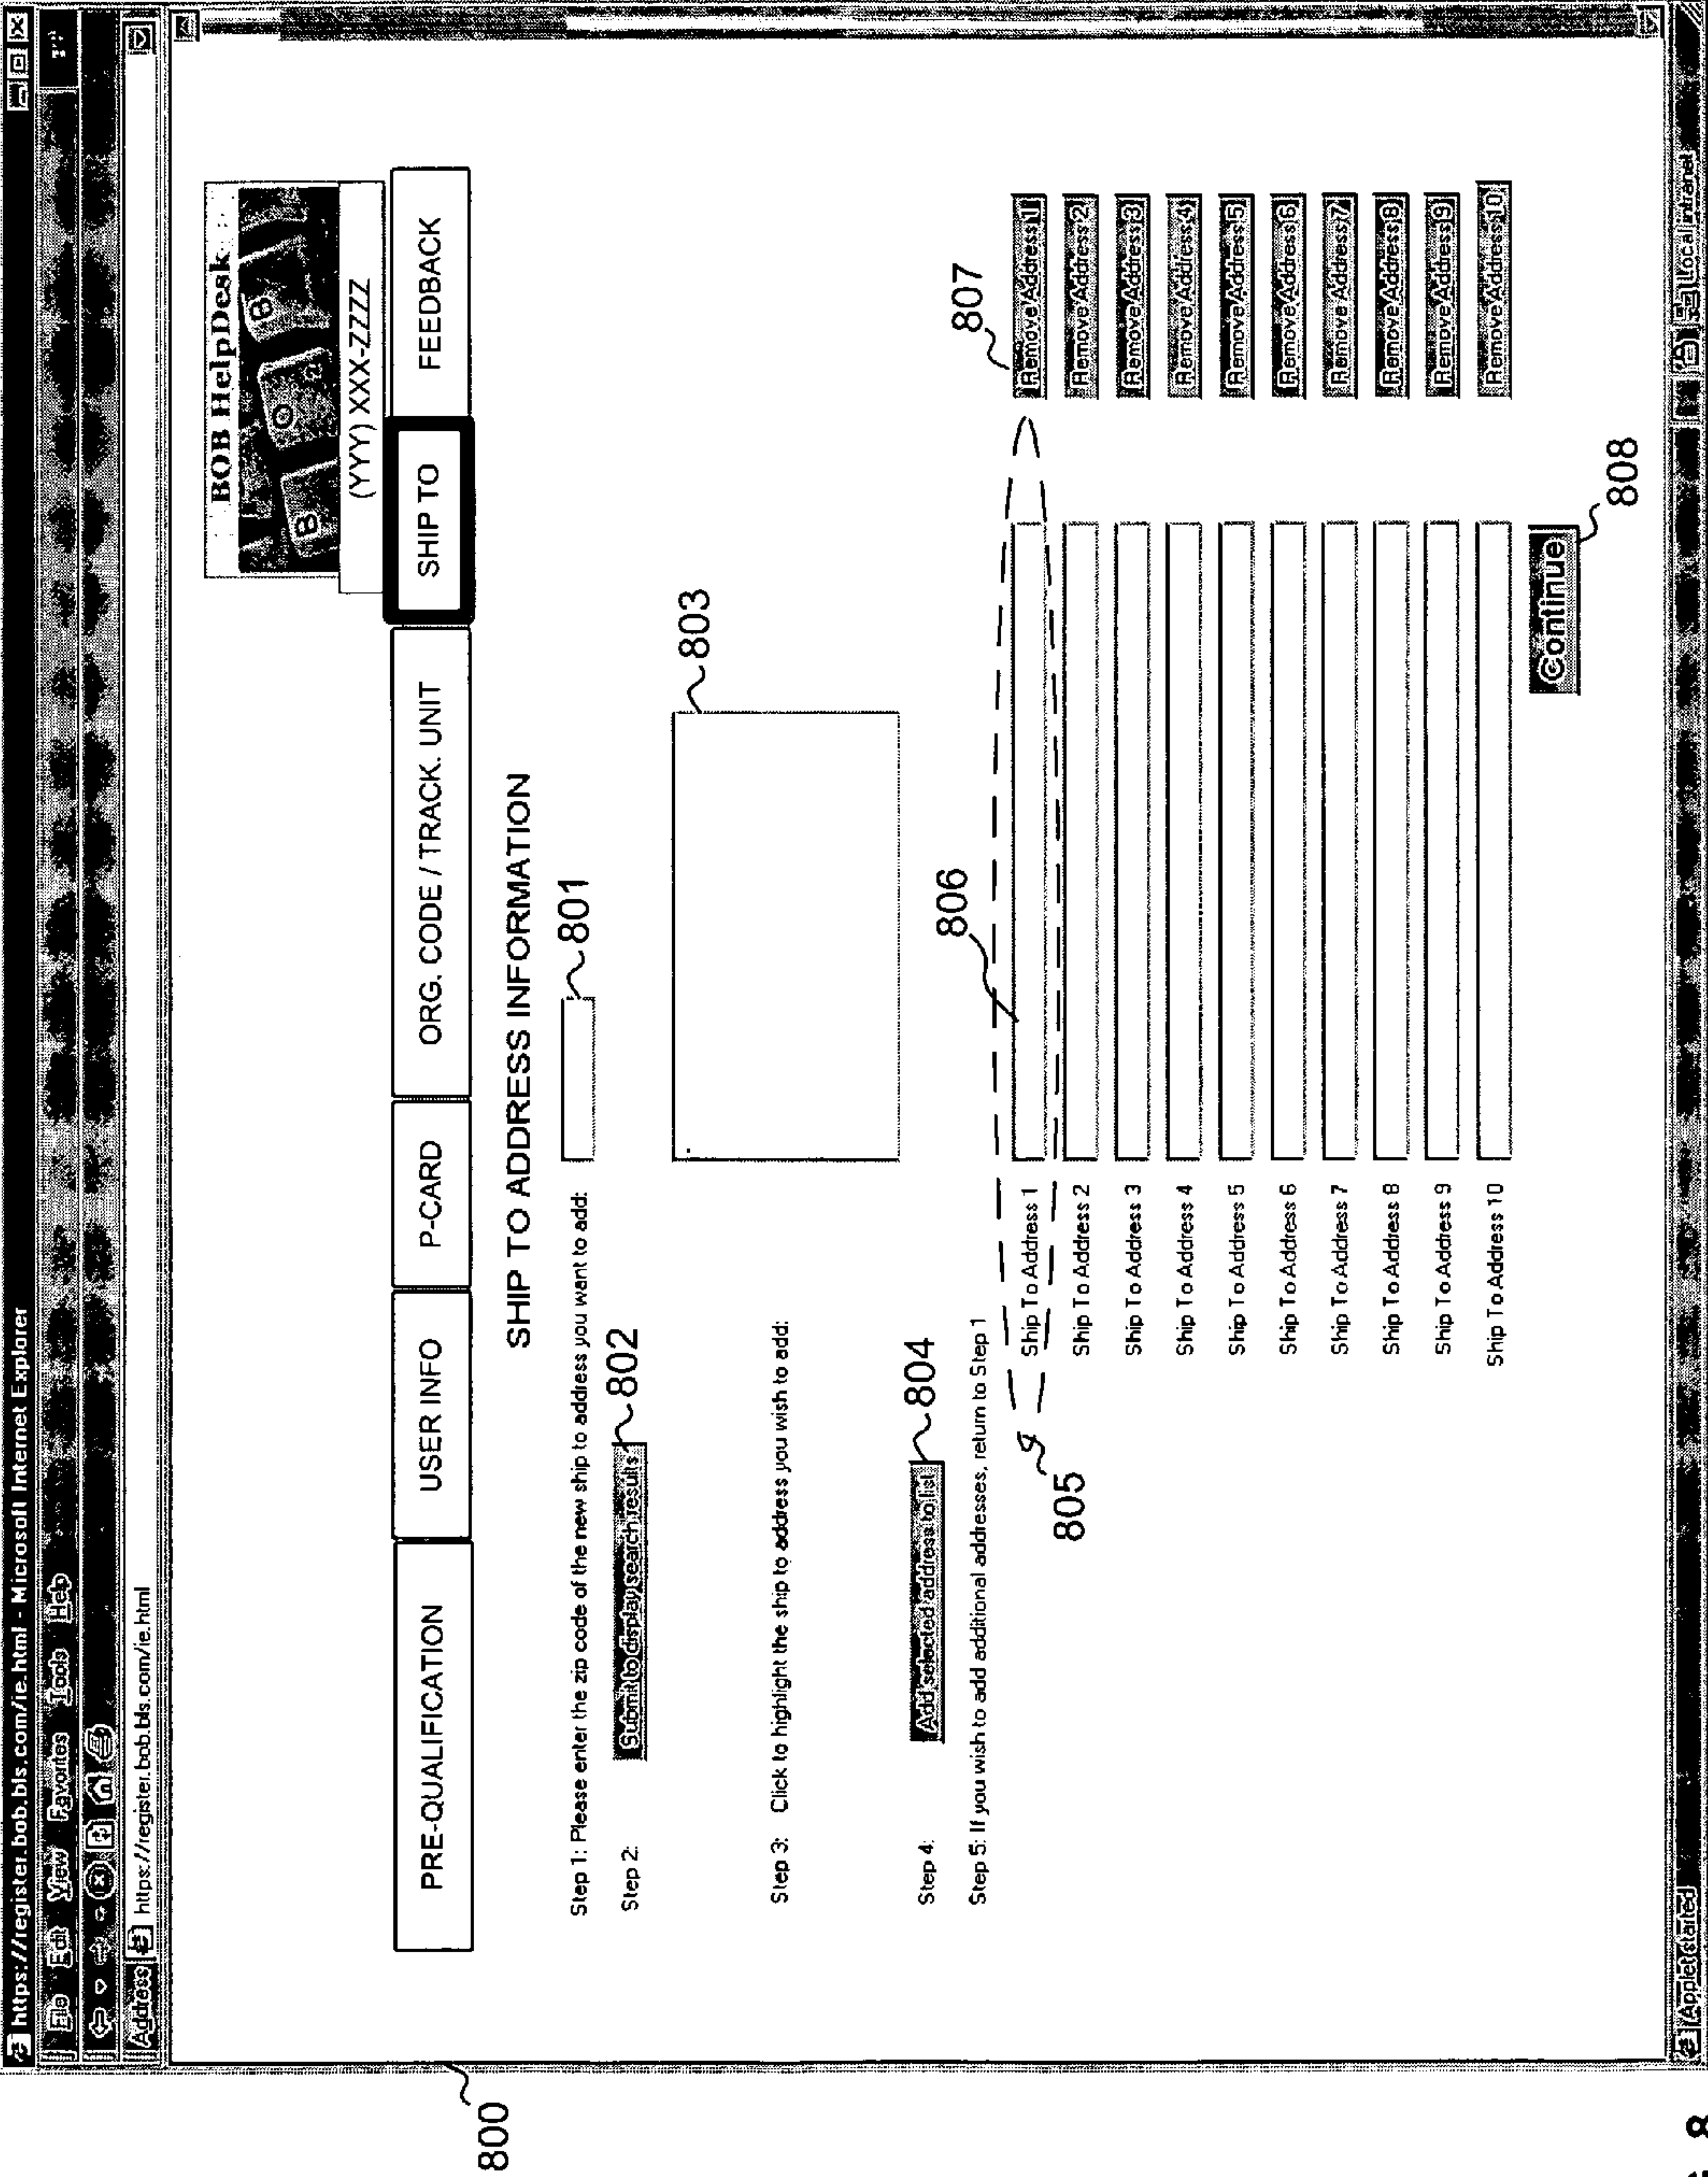 https://register.bob.bls.com/ie.html - Microsoft Internet Explorer
File Edit View Favorites Tools Help
Address https://register.bob.bls.com/ie.html
BOB HelpDesk
B O B
(YYY) XXX-ZZZZ
PRE-QUALIFICATION USER INFO P-CARD ORG. CODE / TRACK. UNIT SHIP TO FEEDBACK
800
SHIP TO ADDRESS INFORMATION
Step 1: Please enter the zip code of the new ship to address you want to add: 801
Step 2: Submit to display search results 802
803
Step 3: Click to highlight the ship to address you wish to add:
Step 4: Add selected address to list 804
806
807
Step 5: If you wish to add additional addresses, return to Step 1
805
Ship To Address 1 Remove Address 1
Ship To Address 2 Remove Address 2
Ship To Address 3 Remove Address 3
Ship To Address 4 Remove Address 4
Ship To Address 5 Remove Address 5
Ship To Address 6 Remove Address 6
Ship To Address 7 Remove Address 7
Ship To Address 8 Remove Address 8
Ship To Address 9 Remove Address 9
Ship To Address 10 Remove Address 10
Continue
808
Applet started Local intranet
8